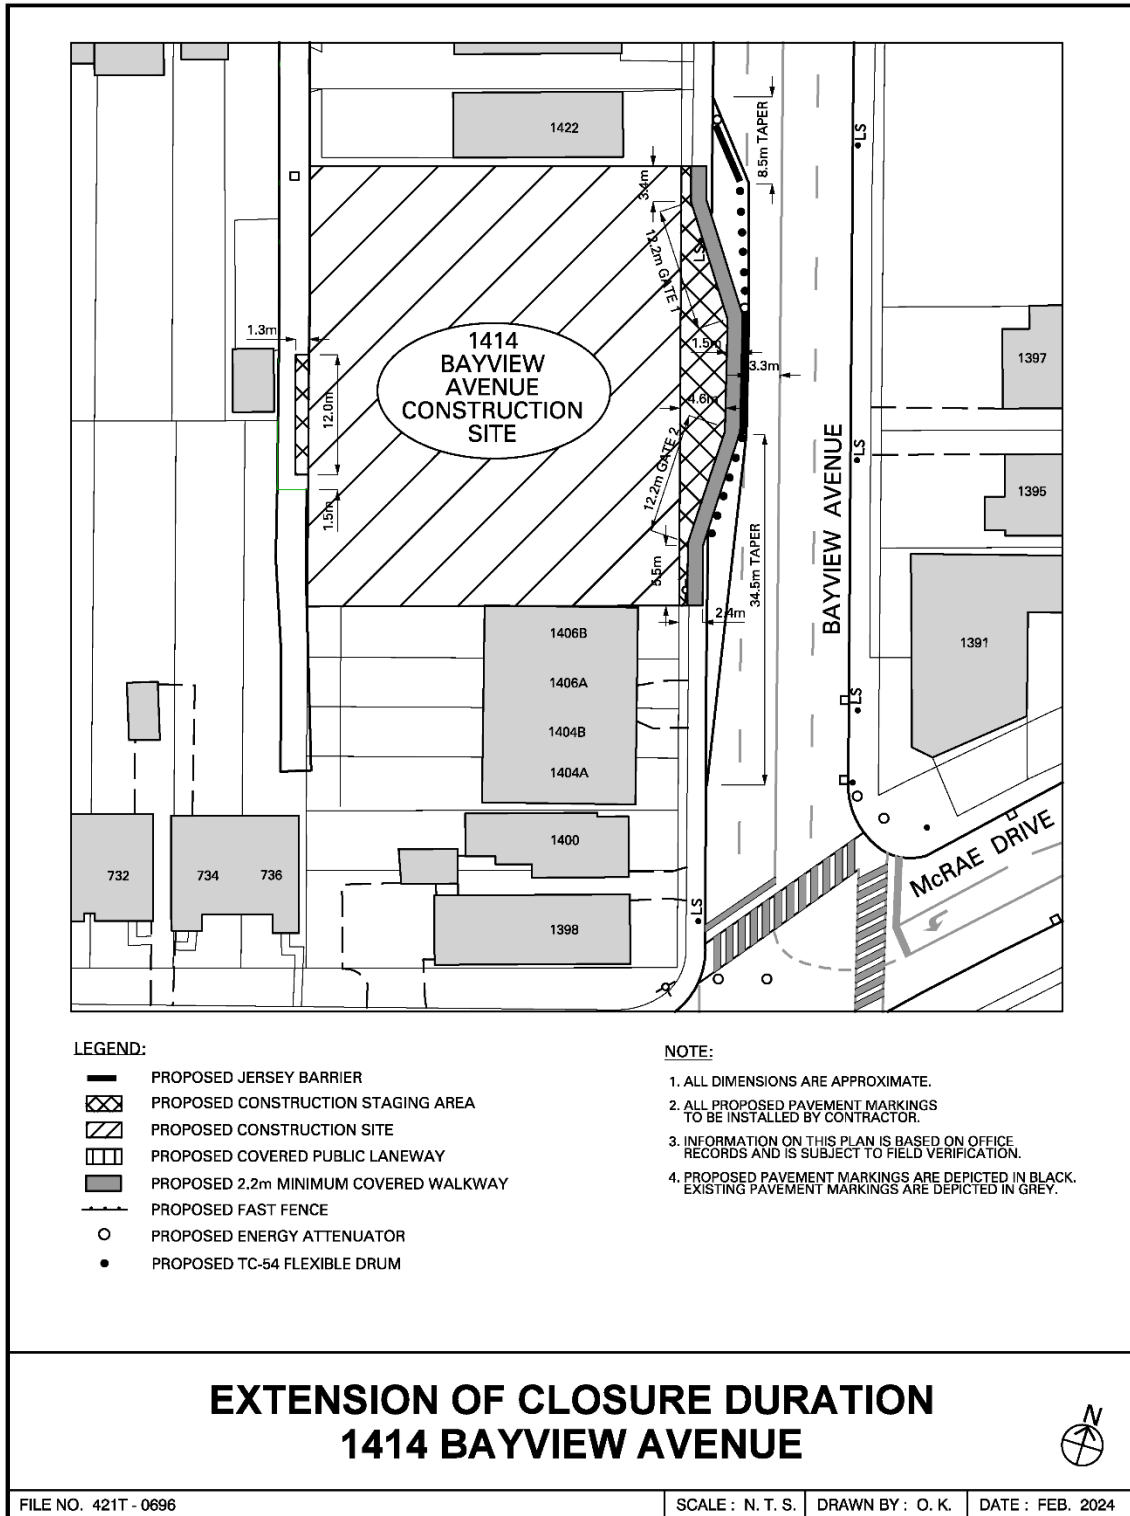 1422
8.5m TAPER
LS
3.4m
12.2m GATE 1
LS
1.3m
1414
BAYVIEW
AVENUE
CONSTRUCTION
SITE
1.5m
3.3m
1397
12.0m
4.6m
BAYVIEW AVENUE
LS
12.2m GATE 2
1395
1.5m
34.5m TAPER
5.5m
2.4m
1406B
1391
1406A
LS
1404B
1404A
1400
McRAE DRIVE
732
734
736
LS
1398
LEGEND:
PROPOSED JERSEY BARRIER
PROPOSED CONSTRUCTION STAGING AREA
PROPOSED CONSTRUCTION SITE
PROPOSED COVERED PUBLIC LANEWAY
PROPOSED 2.2m MINIMUM COVERED WALKWAY
PROPOSED FAST FENCE
PROPOSED ENERGY ATTENUATOR
PROPOSED TC-54 FLEXIBLE DRUM
NOTE:
1. ALL DIMENSIONS ARE APPROXIMATE.
2. ALL PROPOSED PAVEMENT MARKINGS
TO BE INSTALLED BY CONTRACTOR.
3. INFORMATION ON THIS PLAN IS BASED ON OFFICE
RECORDS AND IS SUBJECT TO FIELD VERIFICATION.
4. PROPOSED PAVEMENT MARKINGS ARE DEPICTED IN BLACK.
EXISTING PAVEMENT MARKINGS ARE DEPICTED IN GREY.
EXTENSION OF CLOSURE DURATION
1414 BAYVIEW AVENUE
N
FILE NO. 421T - 0696
SCALE : N. T. S.
DRAWN BY : O. K.
DATE : FEB. 2024